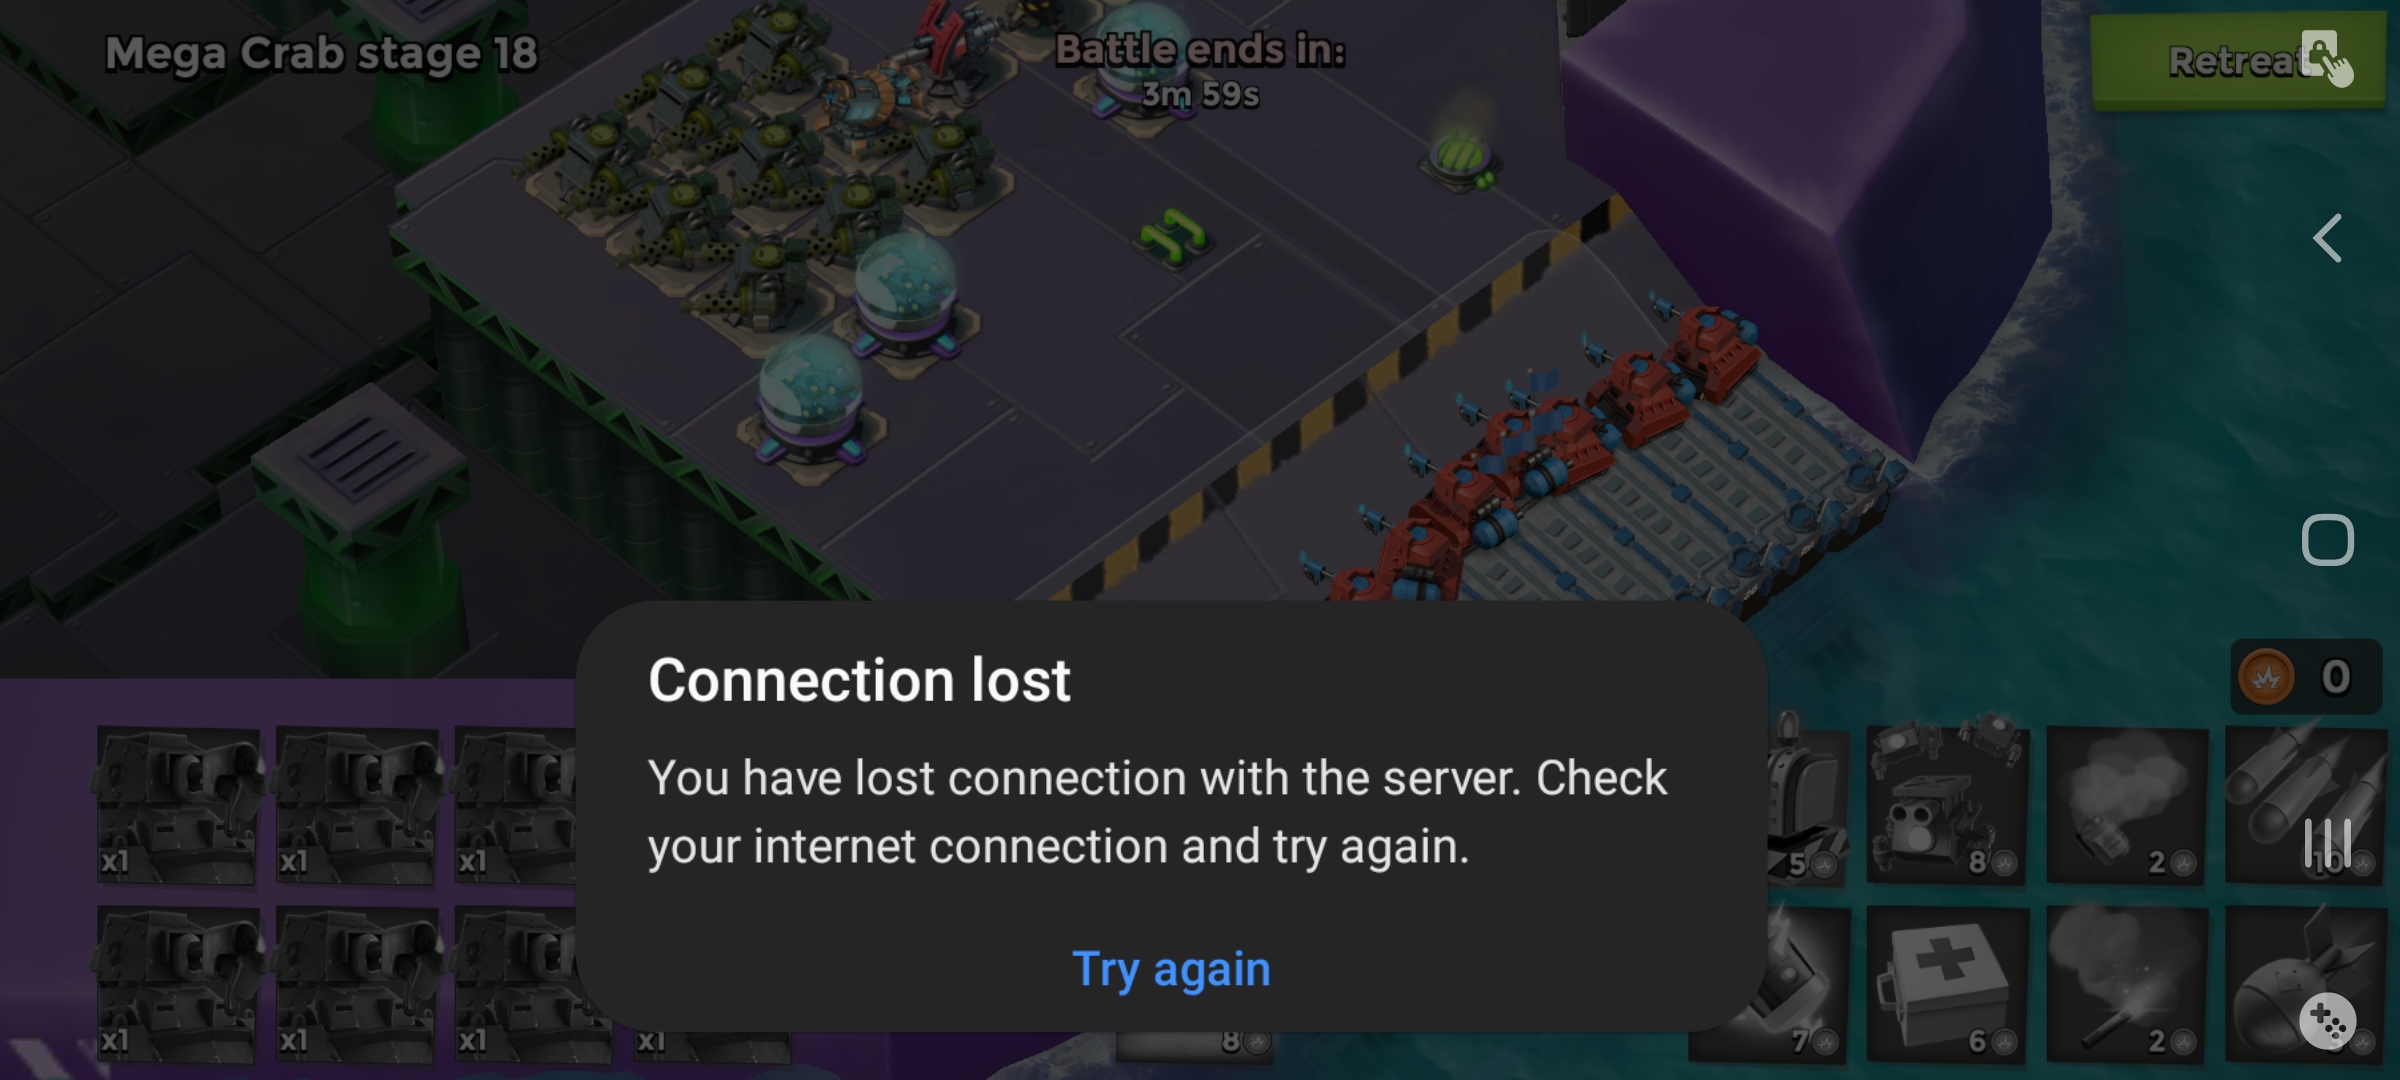 Mega Crab stage 18
Battle ends in:
3m 59s
Retreat
0
Connection lost
You have lost connection with the server. Check
your internet connection and try again.
Try again
x1
x1
x1
5
8
2
10
x1
x1
x1
x1
8
7
6
2